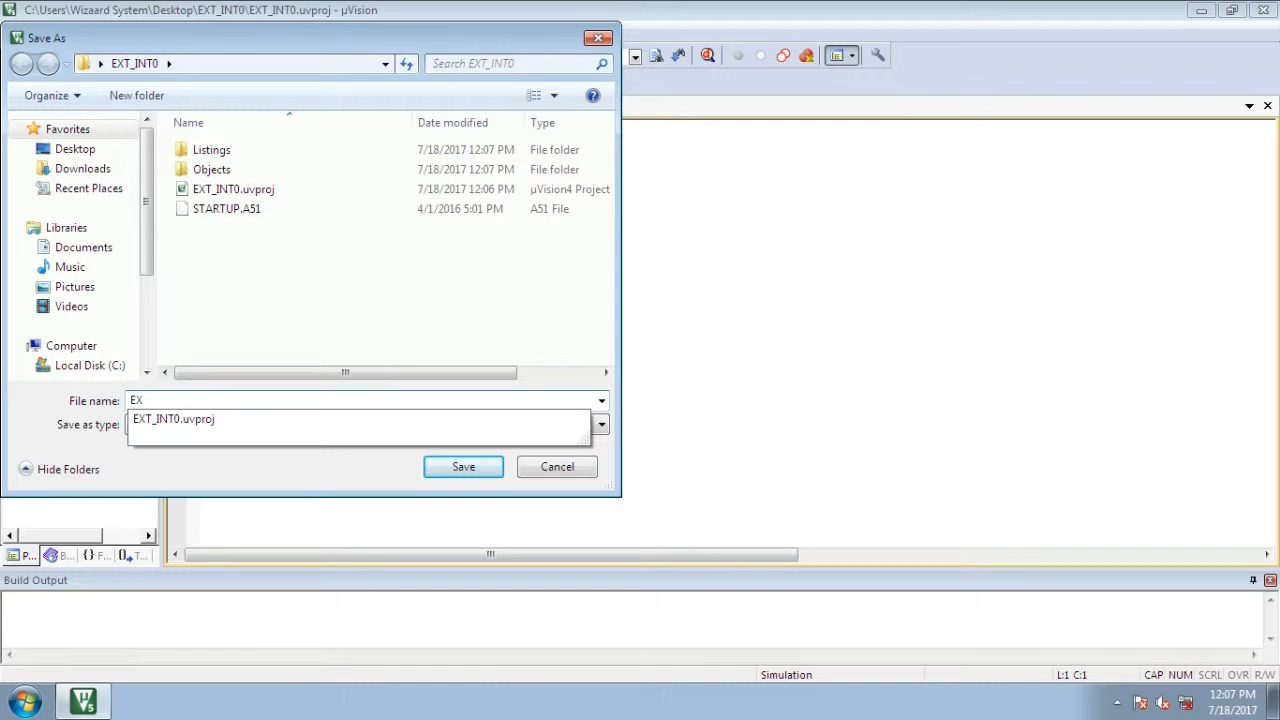 C:\Users\Wizaard System\Desktop\EXT_INT0\EXT_INT0.uvproj - µVision
Save As
EXT_INT0
Search EXT_INT0
Organize
New folder
Name
Date modified
Type
Favorites
Desktop
Downloads
Recent Places
Libraries
Documents
Music
Pictures
Videos
Computer
Local Disk (C:)
Listings 7/18/2017 12:07 PM File folder
Objects 7/18/2017 12:07 PM File folder
EXT_INT0.uvproj 7/18/2017 12:06 PM µVision4 Project
STARTUP.A51 4/1/2016 5:01 PM A51 File
File name: EX
EXT_INT0.uvproj
Save as type:
Hide Folders
Save
Cancel
P... B... {} F... 0, T...
Build Output
Simulation L:1 C:1 CAP NUM SCRL OVR R/W
12:07 PM
7/18/2017